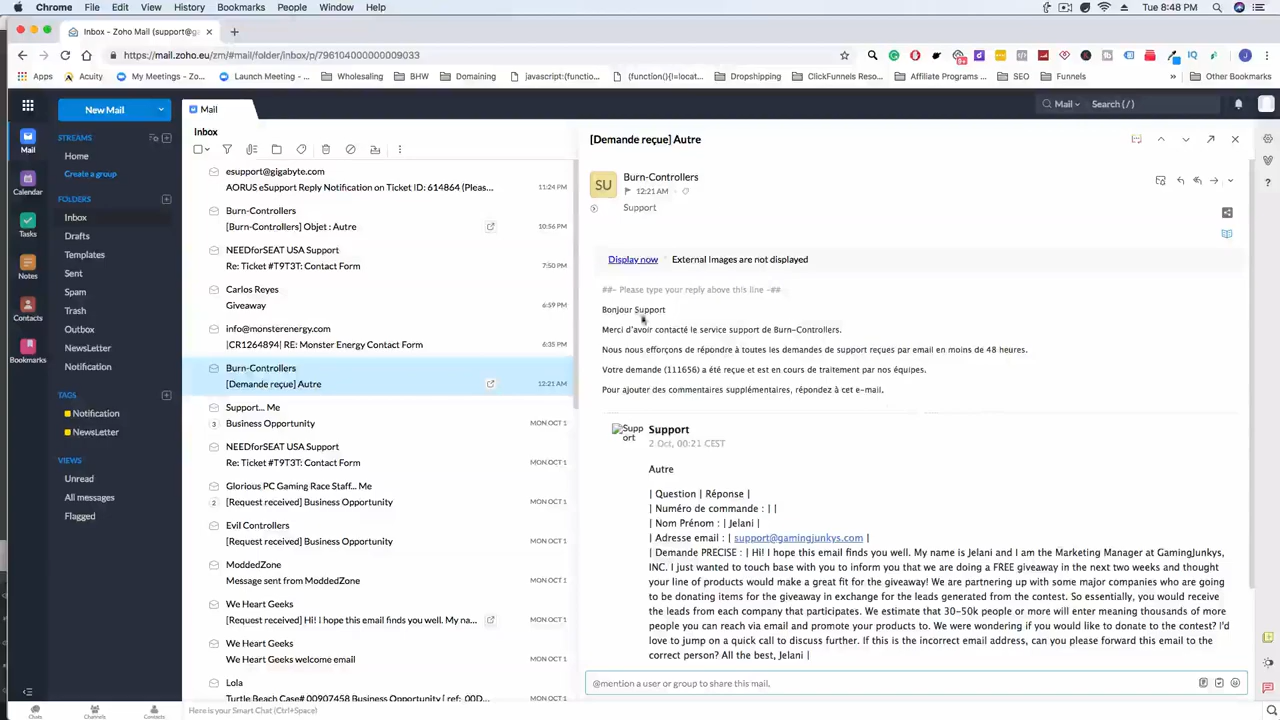 Chrome File Edit View History Bookmarks People Window Help Tue 8:48 PM
Inbox - Zoho Mail (support@g
https://mail.zoho.eu/zm/#mail/folder/inbox/p/796104000000009033
Apps Acuity My Meetings - Zo... Launch Meeting - ... Wholesaling BHW Domaining javascript:(functio... (function(){l=locat... Dropshipping ClickFunnels Reso... Affiliate Programs ... SEO Funnels » Other Bookmarks
New Mail
Mail
Mail Search ( / )
Mail
Calendar
Tasks
Notes
Contacts
Bookmarks
STREAMS
Home
Create a group
FOLDERS
Inbox
Drafts
Templates
Sent
Spam
Trash
Outbox
NewsLetter
Notification
TAGS
Notification
NewsLetter
VIEWS
Unread
All messages
Flagged
Inbox
esupport@gigabyte.com
AORUS eSupport Reply Notification on Ticket ID: 614864 (Pleas... 11:24 PM
Burn-Controllers
[Burn-Controllers] Objet : Autre 10:56 PM
NEEDforSEAT USA Support
Re: Ticket #T9T3T: Contact Form 7:50 PM
Carlos Reyes
Giveaway 6:59 PM
info@monsterenergy.com
|CR1264894| RE: Monster Energy Contact Form 6:35 PM
Burn-Controllers
[Demande reçue] Autre 12:21 AM
Support... Me
3 Business Opportunity MON OCT 1
NEEDforSEAT USA Support
Re: Ticket #T9T3T: Contact Form MON OCT 1
Glorious PC Gaming Race Staff... Me
2 [Request received] Business Opportunity MON OCT 1
Evil Controllers
[Request received] Business Opportunity MON OCT 1
ModdedZone
Message sent from ModdedZone MON OCT 1
We Heart Geeks
[Request received] Hi! I hope this email finds you well. My na... MON OCT 1
We Heart Geeks
We Heart Geeks welcome email MON OCT 1
Lola
Turtle Beach Case# 00907458 Business Opportunity [ ref:_00D... MON OCT 1
[Demande reçue] Autre
SU Burn-Controllers
12:21 AM
Support
Display now External Images are not displayed
##- Please type your reply above this line -##
Bonjour Support
Merci d'avoir contacté le service support de Burn-Controllers.
Nous nous efforçons de répondre à toutes les demandes de support reçues par email en moins de 48 heures.
Votre demande (111656) a été reçue et est en cours de traitement par nos équipes.
Pour ajouter des commentaires supplémentaires, répondez à cet e-mail.
Supp
ort
Support
2 Oct, 00:21 CEST
Autre
| Question | Réponse |
| Numéro de commande : | |
| Nom Prénom : | Jelani |
| Adresse email : | support@gamingjunkys.com |
| Demande PRECISE : | Hi! I hope this email finds you well. My name is Jelani and I am the Marketing Manager at GamingJunkys,
INC. I just wanted to touch base with you to inform you that we are doing a FREE giveaway in the next two weeks and thought
your line of products would make a great fit for the giveaway! We are partnering up with some major companies who are going
to be donating items for the giveaway in exchange for the leads generated from the contest. So essentially, you would receive
the leads from each company that participates. We estimate that 30-50k people or more will enter meaning thousands of more
people you can reach via email and promote your products to. We were wondering if you would like to donate to the contest? I'd
love to jump on a quick call to discuss further. If this is the incorrect email address, can you please forward this email to the
correct person? All the best, Jelani |
@mention a user or group to share this mail.
Chats Channels Contacts Here is your Smart Chat (Ctrl+Space)